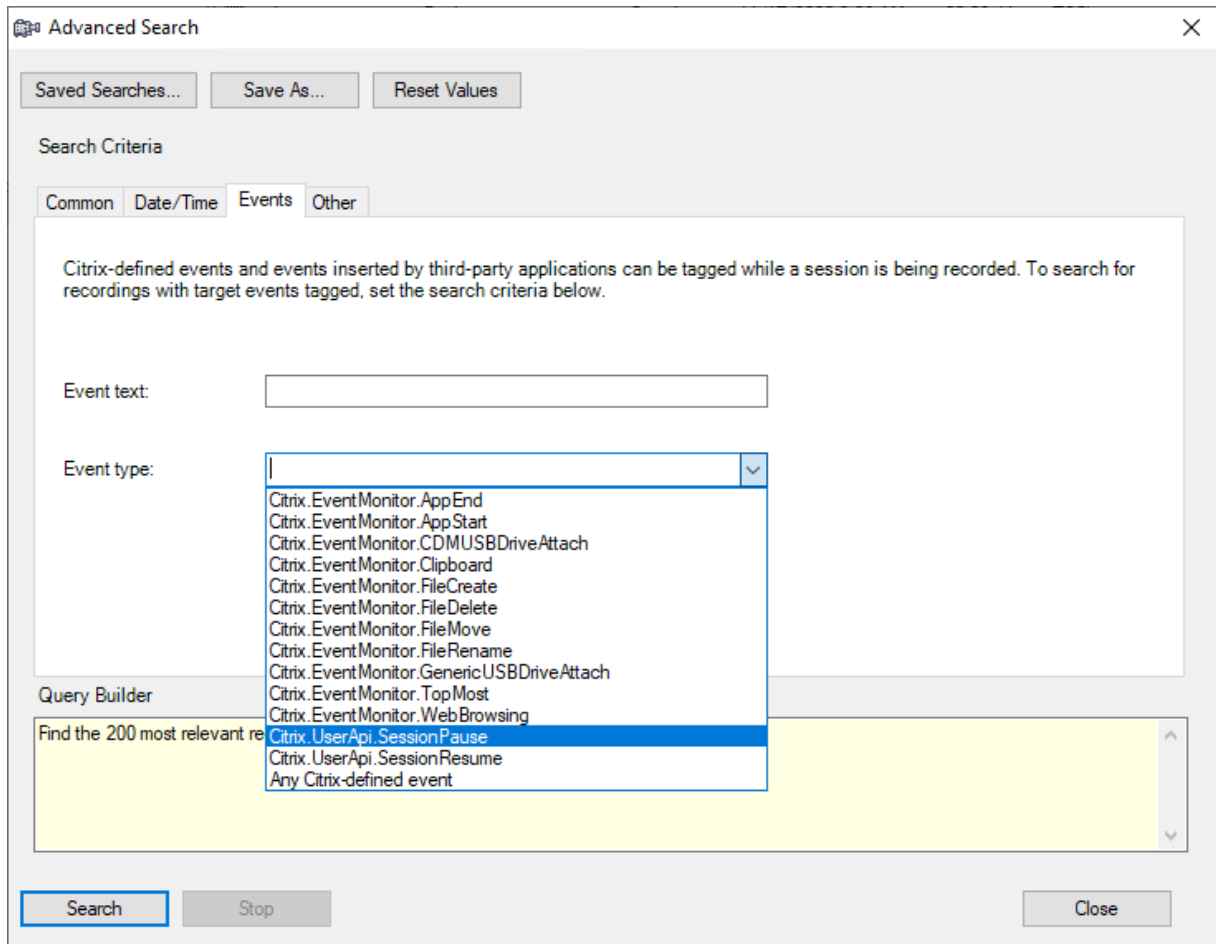 Advanced Search
Saved Searches... Save As... Reset Values
Search Criteria
Common Date/Time Events Other
Citrix-defined events and events inserted by third-party applications can be tagged while a session is being recorded. To search for
recordings with target events tagged, set the search criteria below.
Event text:
Event type:
Citrix.EventMonitor.AppEnd
Citrix.EventMonitor.AppStart
Citrix.EventMonitor.CDMUSBDriveAttach
Citrix.EventMonitor.Clipboard
Citrix.EventMonitor.FileCreate
Citrix.EventMonitor.FileDelete
Citrix.EventMonitor.FileMove
Citrix.EventMonitor.FileRename
Citrix.EventMonitor.GenericUSBDriveAttach
Citrix.EventMonitor.TopMost
Citrix.EventMonitor.WebBrowsing
Citrix.UserApi.SessionPause
Citrix.UserApi.SessionResume
Any Citrix-defined event
Query Builder
Find the 200 most relevant re
Search Stop Close